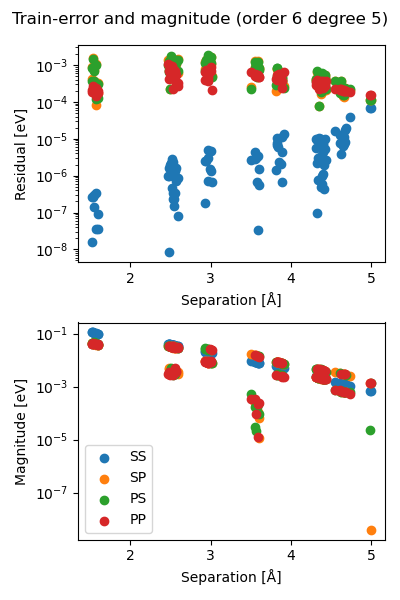 Train-error and magnitude (order 6 degree 5)
Residual [eV]
10⁻³
10⁻⁴
10⁻⁵
10⁻⁶
10⁻⁷
10⁻⁸
2 3 4 5
Separation [Å]
Magnitude [eV]
10⁻¹
10⁻³
10⁻⁵
10⁻⁷
SS
SP
PS
PP
2 3 4 5
Separation [Å]